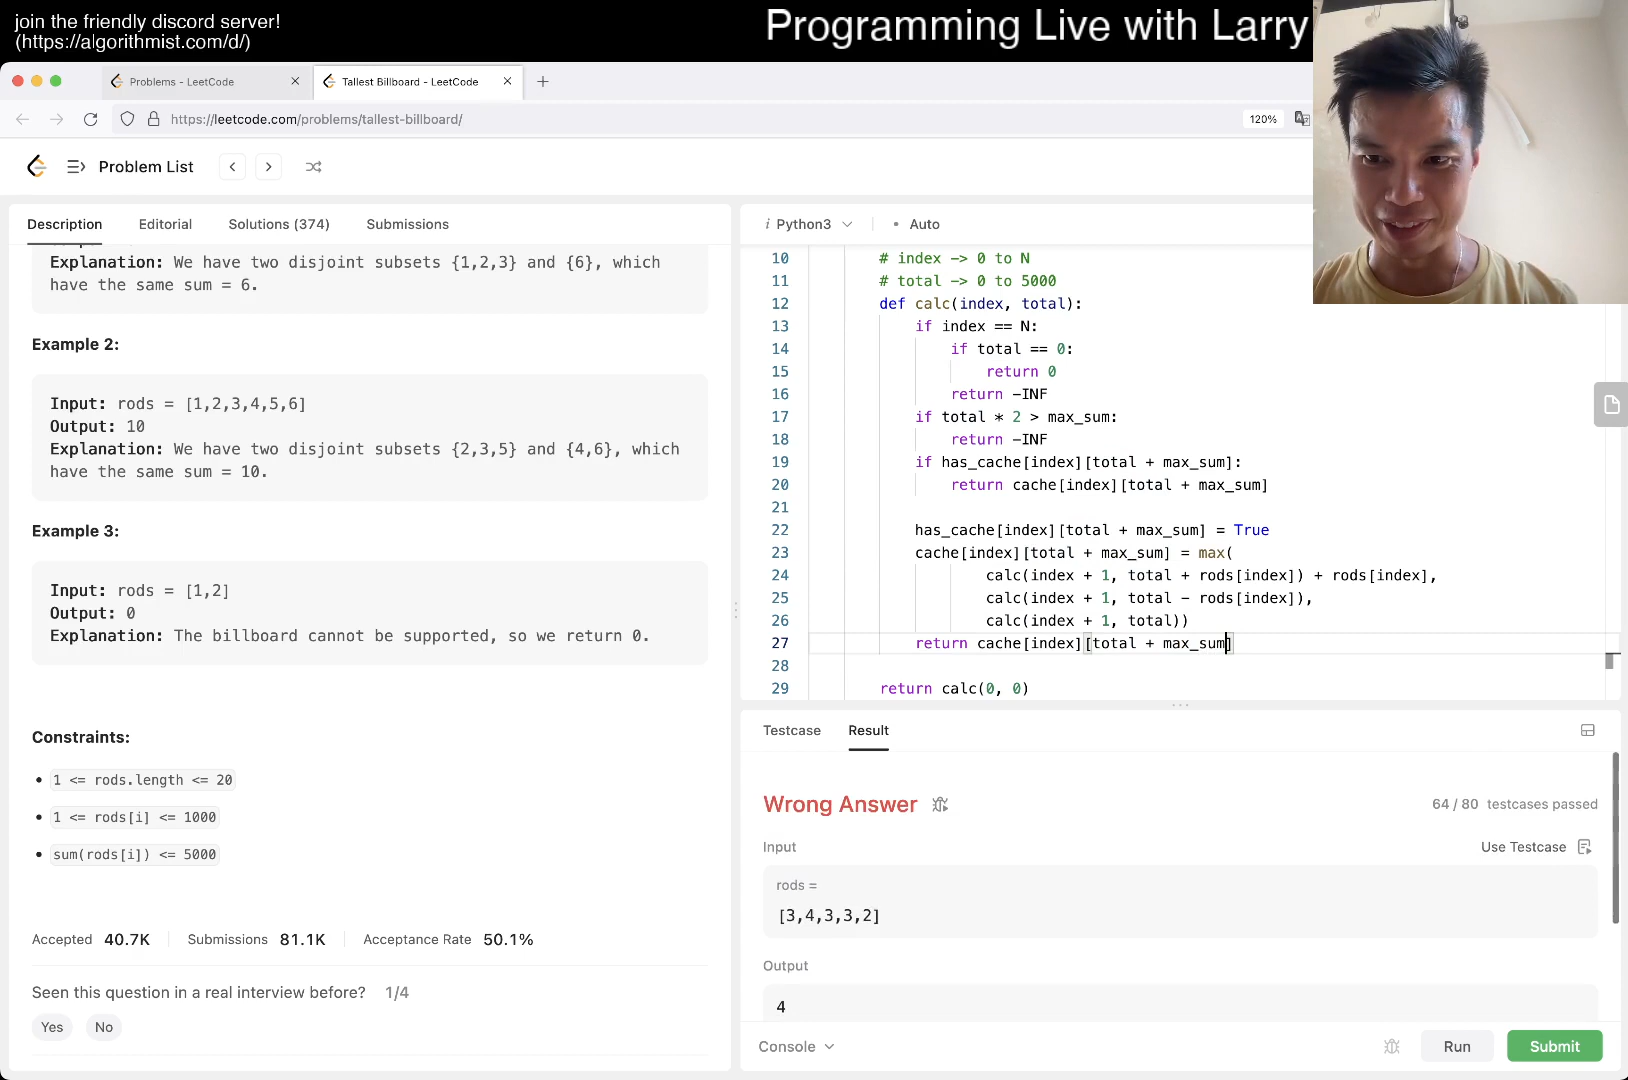 join the friendly discord server!
(https://algorithmist.com/d/)
Programming Live with Larry
Problems - LeetCode
Tallest Billboard - LeetCode
https://leetcode.com/problems/tallest-billboard/
120%
Problem List
Description
Editorial
Solutions (374)
Submissions
Explanation: We have two disjoint subsets {1,2,3} and {6}, which
have the same sum = 6.
Example 2:
Input: rods = [1,2,3,4,5,6]
Output: 10
Explanation: We have two disjoint subsets {2,3,5} and {4,6}, which
have the same sum = 10.
Example 3:
Input: rods = [1,2]
Output: 0
Explanation: The billboard cannot be supported, so we return 0.
Constraints:
• 1 <= rods.length <= 20
• 1 <= rods[i] <= 1000
• sum(rods[i]) <= 5000
Accepted 40.7K
Submissions 81.1K
Acceptance Rate 50.1%
Seen this question in a real interview before? 1/4
Yes
No
i Python3
• Auto
10 # index -> 0 to N
11 # total -> 0 to 5000
12 def calc(index, total):
13 if index == N:
14 if total == 0:
15 return 0
16 return -INF
17 if total * 2 > max_sum:
18 return -INF
19 if has_cache[index][total + max_sum]:
20 return cache[index][total + max_sum]
21
22 has_cache[index][total + max_sum] = True
23 cache[index][total + max_sum] = max(
24 calc(index + 1, total + rods[index]) + rods[index],
25 calc(index + 1, total - rods[index]),
26 calc(index + 1, total))
27 return cache[index][total + max_sum]
28
29 return calc(0, 0)
Testcase
Result
Wrong Answer
64 / 80 testcases passed
Input
Use Testcase
rods =
[3,4,3,3,2]
Output
4
Console
Run
Submit